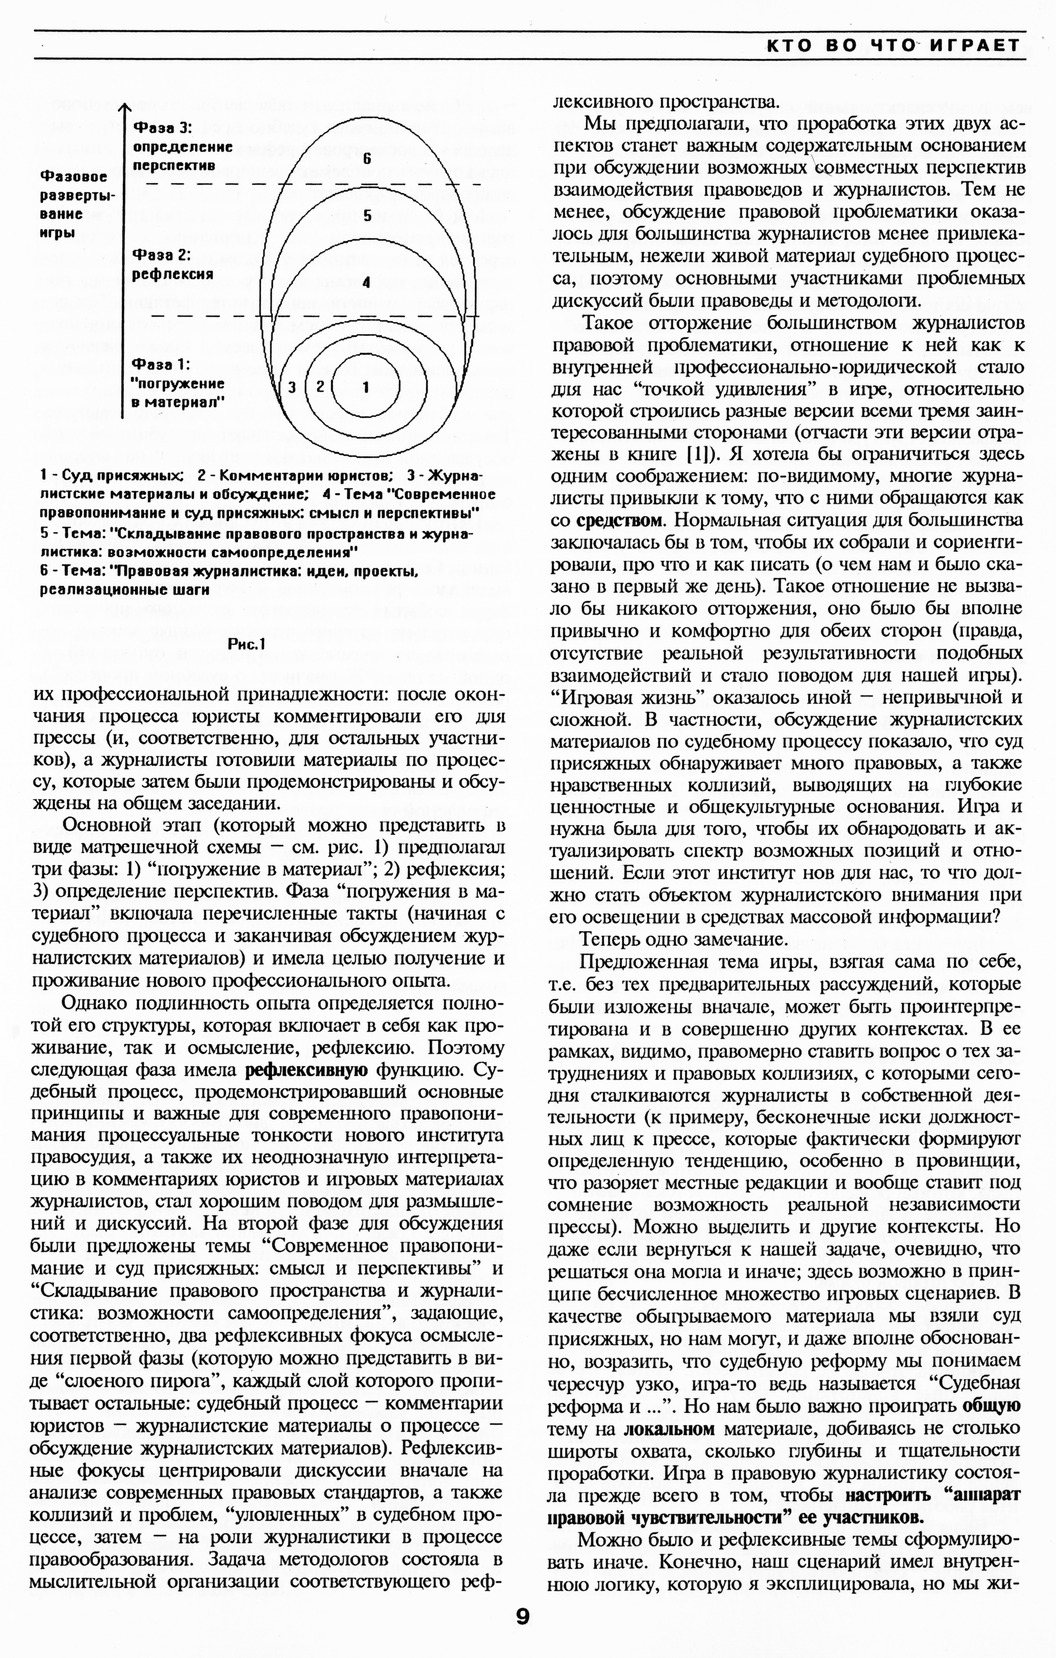 КТО ВО ЧТО ИГРАЕТ
Фазовое
разверты-
вание
игры
Фаза 3:
определение
перспектив
Фаза 2:
рефлексия
Фаза 1:
"погружение
в материал"
6
5
4
3 2 1
1 - Суд присяжных; 2 - Комментарии юристов; 3 - Журна-
листские материалы и обсуждение; 4 - Тема "Современное
правопонимание и суд присяжных: смысл и перспективы"
5 - Тема: "Складывание правового пространства и журна-
листика: возможности самоопределения"
6 - Тема: "Правовая журналистика: идеи, проекты,
реализационные шаги
Рис.1
их профессиональной принадлежности: после окон-
чания процесса юристы комментировали его для
прессы (и, соответственно, для остальных участни-
ков), а журналисты готовили материалы по процес-
су, которые затем были продемонстрированы и обсу-
ждены на общем заседании.
Основной этап (который можно представить в
виде матрешечной схемы — см. рис. 1) предполагал
три фазы: 1) “погружение в материал”; 2) рефлексия;
3) определение перспектив. Фаза “погружения в ма-
териал” включала перечисленные такты (начиная с
судебного процесса и заканчивая обсуждением жур-
налистских материалов) и имела целью получение и
проживание нового профессионального опыта.
Однако подлинность опыта определяется полно-
той его структуры, которая включает в себя как про-
живание, так и осмысление, рефлексию. Поэтому
следующая фаза имела рефлексивную функцию. Су-
дебный процесс, продемонстрировавший основные
принципы и важные для современного правопони-
мания процессуальные тонкости нового института
правосудия, а также их неоднозначную интерпрета-
цию в комментариях юристов и игровых материалах
журналистов, стал хорошим поводом для размышле-
ний и дискуссий. На второй фазе для обсуждения
были предложены темы “Современное правопони-
мание и суд присяжных: смысл и перспективы” и
“Складывание правового пространства и журнали-
стика: возможности самоопределения”, задающие,
соответственно, два рефлексивных фокуса осмысле-
ния первой фазы (которую можно представить в ви-
де “слоеного пирога”, каждый слой которого пропи-
тывает остальные: судебный процесс — комментарии
юристов — журналистские материалы о процессе —
обсуждение журналистских материалов). Рефлексив-
ные фокусы центрировали дискуссии вначале на
анализе современных правовых стандартов, а также
коллизий и проблем, “уловленных” в судебном про-
цессе, затем — на роли журналистики в процессе
правообразования. Задача методологов состояла в
мыслительной организации соответствующего реф-
лексивного пространства.
Мы предполагали, что проработка этих двух ас-
пектов станет важным содержательным основанием
при обсуждении возможных совместных перспектив
взаимодействия правоведов и журналистов. Тем не
менее, обсуждение правовой проблематики оказа-
лось для большинства журналистов менее привлека-
тельным, нежели живой материал судебного процес-
са, поэтому основными участниками проблемных
дискуссий были правоведы и методологи.
Такое отторжение большинством журналистов
правовой проблематики, отношение к ней как к
внутренней профессионально-юридической стало
для нас “точкой удивления” в игре, относительно
которой строились разные версии всеми тремя заин-
тересованными сторонами (отчасти эти версии отра-
жены в книге [1]). Я хотела бы ограничиться здесь
одним соображением: по-видимому, многие журна-
листы привыкли к тому, что с ними обращаются как
со средством. Нормальная ситуация для большинства
заключалась бы в том, чтобы их собрали и сориенти-
ровали, про что и как писать (о чем нам и было ска-
зано в первый же день). Такое отношение не вызва-
ло бы никакого отторжения, оно было бы вполне
привычно и комфортно для обеих сторон (правда,
отсутствие реальной результативности подобных
взаимодействий и стало поводом для нашей игры).
“Игровая жизнь” оказалось иной — непривычной и
сложной. В частности, обсуждение журналистских
материалов по судебному процессу показало, что суд
присяжных обнаруживает много правовых, а также
нравственных коллизий, выводящих на глубокие
ценностные и общекультурные основания. Игра и
нужна была для того, чтобы их обнародовать и ак-
туализировать спектр возможных позиций и отно-
шений. Если этот институт нов для нас, то что дол-
жно стать объектом журналистского внимания при
его освещении в средствах массовой информации?
Теперь одно замечание.
Предложенная тема игры, взятая сама по себе,
т.е. без тех предварительных рассуждений, которые
были изложены вначале, может быть проинтерпре-
тирована и в совершенно других контекстах. В ее
рамках, видимо, правомерно ставить вопрос о тех за-
труднениях и правовых коллизиях, с которыми сего-
дня сталкиваются журналисты в собственной дея-
тельности (к примеру, бесконечные иски должност-
ных лиц к прессе, которые фактически формируют
определенную тенденцию, особенно в провинции,
что разоряет местные редакции и вообще ставит под
сомнение возможность реальной независимости
прессы). Можно выделить и другие контексты. Но
даже если вернуться к нашей задаче, очевидно, что
решаться она могла и иначе; здесь возможно в прин-
ципе бесчисленное множество игровых сценариев. В
качестве обыгрываемого материала мы взяли суд
присяжных, но нам могут, и даже вполне обоснован-
но, возразить, что судебную реформу мы понимаем
чересчур узко, игра-то ведь называется “Судебная
реформа и ...”. Но нам было важно проиграть общую
тему на локальном материале, добиваясь не столько
широты охвата, сколько глубины и тщательности
проработки. Игра в правовую журналистику состоя-
ла прежде всего в том, чтобы настроить “аппарат
правовой чувствительности” ее участников.
Можно было и рефлексивные темы сформулиро-
вать иначе. Конечно, наш сценарий имел внутрен-
нюю логику, которую я эксплицировала, но мы жи-
9